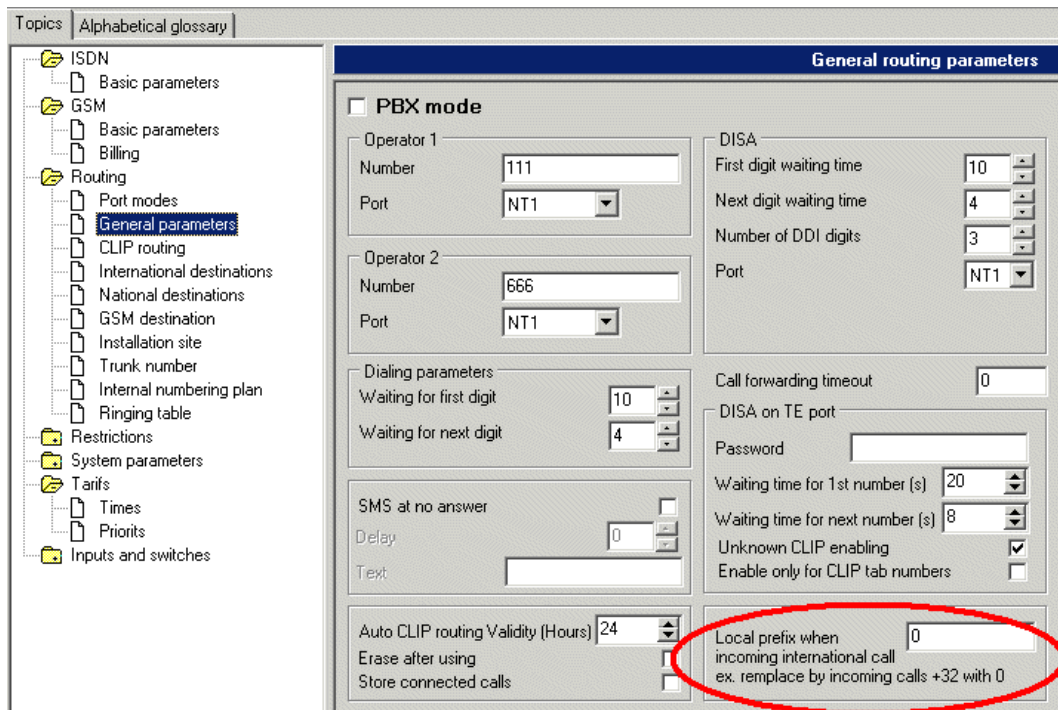 Topics
Alphabetical glossary
ISDN
Basic parameters
GSM
Basic parameters
Billing
Routing
Port modes
General parameters
CLIP routing
International destinations
National destinations
GSM destination
Installation site
Trunk number
Internal numbering plan
Ringing table
Restrictions
System parameters
Tarifs
Times
Priorits
Inputs and switches
General routing parameters
PBX mode
Operator 1
Number 111
Port NT1
Operator 2
Number 666
Port NT1
Dialing parameters
Waiting for first digit 10
Waiting for next digit 4
SMS at no answer
Delay 0
Text
Auto CLIP routing Validity (Hours) 24
Erase after using
Store connected calls
DISA
First digit waiting time 10
Next digit waiting time 4
Number of DDI digits 3
Port NT1
Call forwarding timeout 0
DISA on TE port
Password
Waiting time for 1st number (s) 20
Waiting time for next number (s) 8
Unknown CLIP enabling
Enable only for CLIP tab numbers
Local prefix when 0
incoming international call
ex. remplace by incoming calls +32 with 0